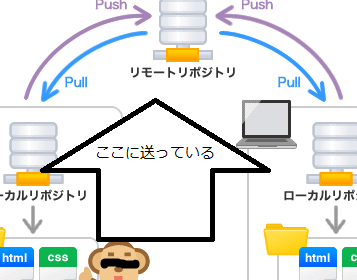 Push
Push
Pull
Pull
リモートリポジトリ
ここに送っている
ーカルリポジトリ
ローカルリポジ
html
css
html
c